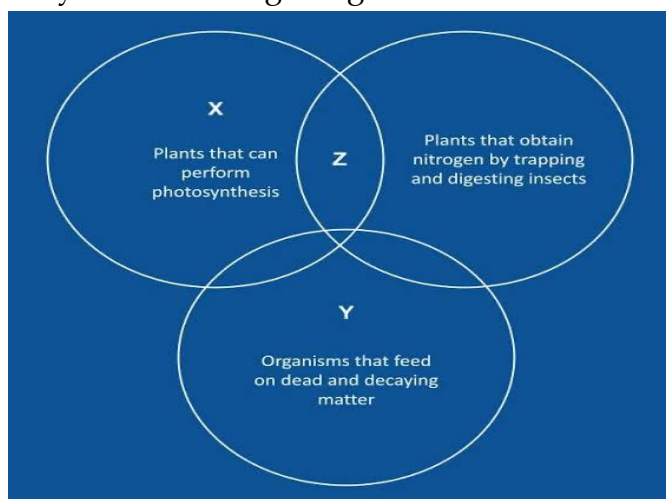 X
Plants that can
perform
photosynthesis
Z
Plants that obtain
nitrogen by trapping
and digesting insects
Y
Organisms that feed
on dead and decaying
matter